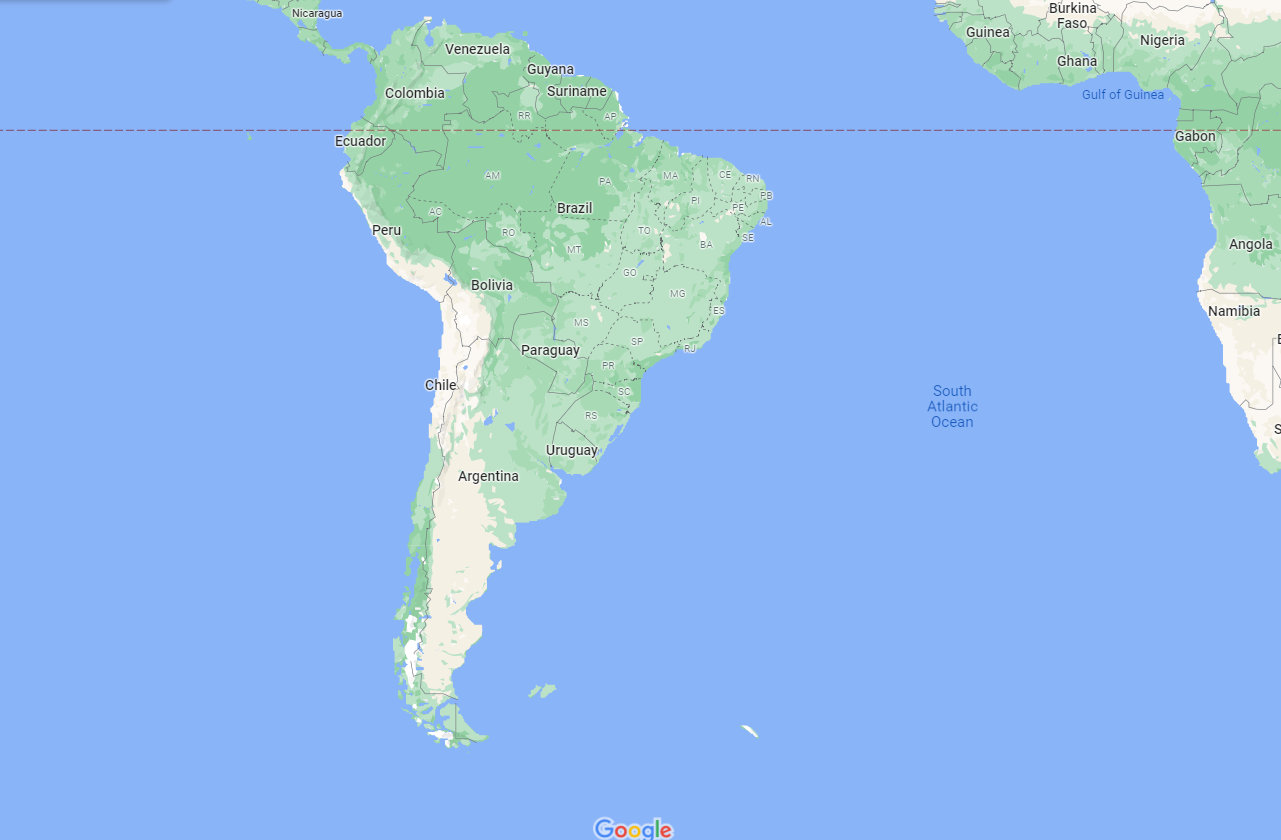 Nicaragua
Burkina
Faso
Guinea
Nigeria
Venezuela
Ghana
Guyana
Colombia
Suriname
Gulf of Guinea
RR
AP
Ecuador
Gabon
AM
PA
MA
CE
RN
PB
PI
AC
Brazil
PE
AL
Peru
RO
TO
SE
MT
BA
Angola
GO
Bolivia
MG
MS
ES
Namibia
SP
Paraguay
RJ
PR
Chile
SC
South
Atlantic
Ocean
RS
Uruguay
Argentina
Google